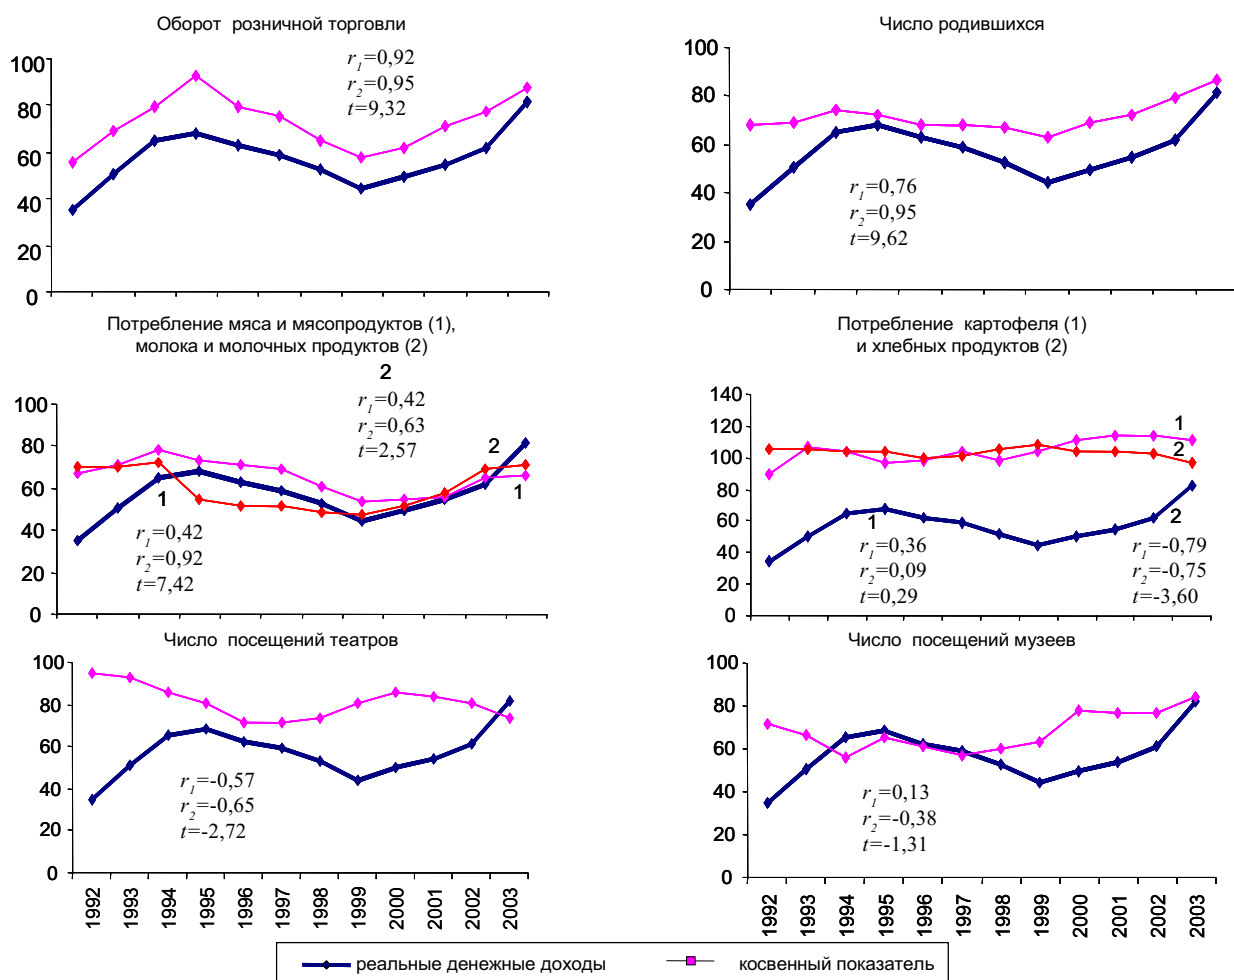 Оборот розничной торговли
r1=0,92
r2=0,95
t=9,32
100
80
60
40
20
0
Число родившихся
100
80
60
40
20
0
r1=0,76
r2=0,95
t=9,62
Потребление мяса и мясопродуктов (1),
молока и молочных продуктов (2)
2
r1=0,42
r2=0,63
t=2,57
100
80
60
40
20
0
2
1
1
r1=0,42
r2=0,92
t=7,42
Потребление картофеля (1)
и хлебных продуктов (2)
140
120
100
80
60
40
20
0
1
2
1
r1=0,36
r2=0,09
t=0,29
2
r1=-0,79
r2=-0,75
t=-3,60
Число посещений театров
100
80
60
40
20
0
r1=-0,57
r2=-0,65
t=-2,72
1992
1993
1994
1995
1996
1997
1998
1999
2000
2001
2002
2003
Число посещений музеев
100
80
60
40
20
0
r1=0,13
r2=-0,38
t=-1,31
1992
1993
1994
1995
1996
1997
1998
1999
2000
2001
2002
2003
реальные денежные доходы
косвенный показатель